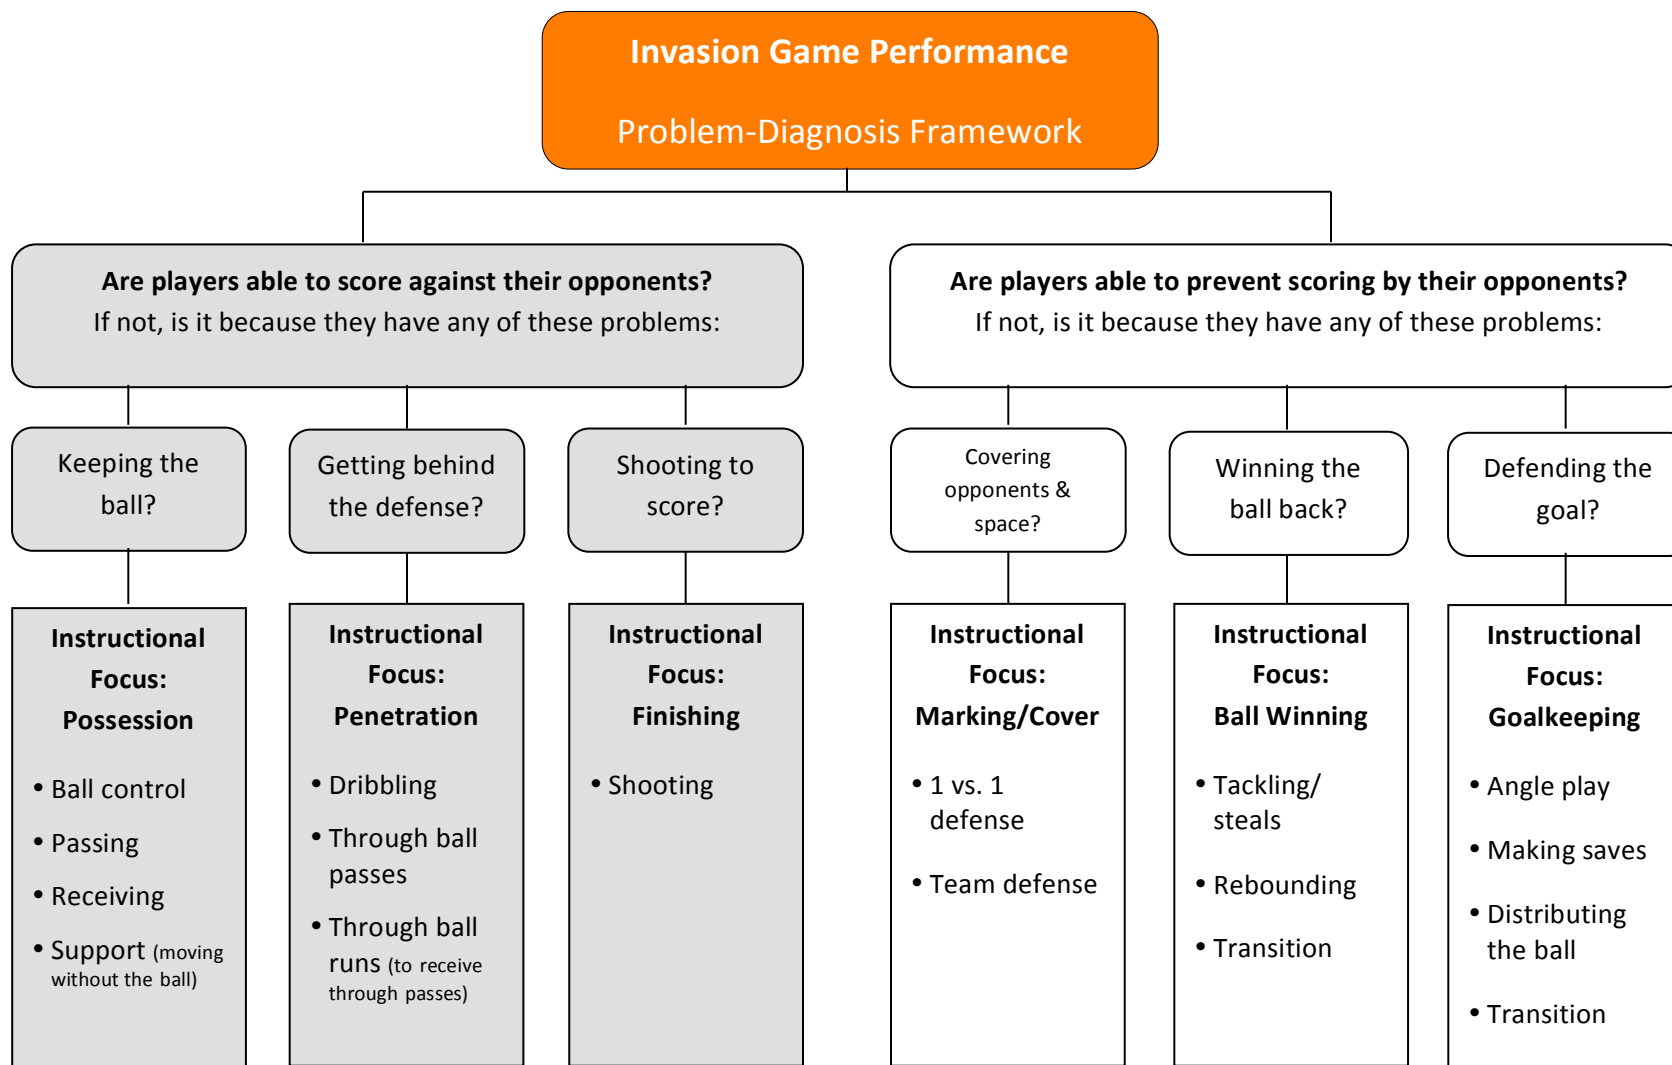 Invasion Game Performance
Problem-Diagnosis Framework
Are players able to score against their opponents?
If not, is it because they have any of these problems:
Are players able to prevent scoring by their opponents?
If not, is it because they have any of these problems:
Keeping the
ball?
Getting behind
the defense?
Shooting to
score?
Covering
opponents &
space?
Winning the
ball back?
Defending the
goal?
Instructional
Focus:
Possession
• Ball control
• Passing
• Receiving
• Support (moving
without the ball)
Instructional
Focus:
Penetration
• Dribbling
• Through ball
passes
• Through ball
runs (to receive
through passes)
Instructional
Focus:
Finishing
• Shooting
Instructional
Focus:
Marking/Cover
• 1 vs. 1
defense
• Team defense
Instructional
Focus:
Ball Winning
• Tackling/
steals
• Rebounding
• Transition
Instructional
Focus:
Goalkeeping
• Angle play
• Making saves
• Distributing
the ball
• Transition